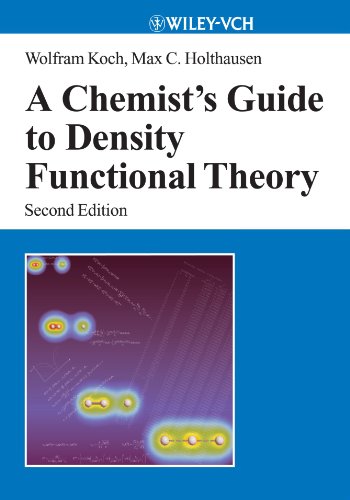 WILEY-VCH
Wolfram Koch, Max C. Holthausen
A Chemist's Guide
to Density
Functional Theory
Second Edition